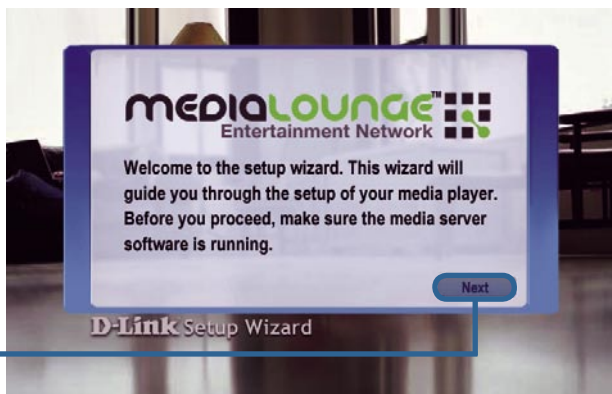 MEDIALOUNGE™
Entertainment Network
Welcome to the setup wizard. This wizard will
guide you through the setup of your media player.
Before you proceed, make sure the media server
software is running.
Next
D-Link Setup Wizard